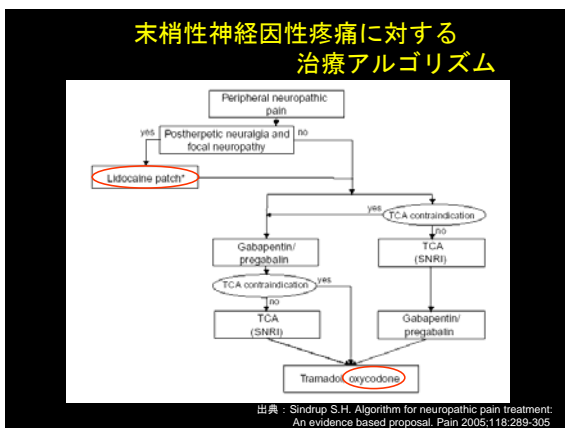 末梢性神経因性疼痛に対する
治療アルゴリズム
Peripheral neuropathic
pain
yes
Postherpetic neuralgia and
focal neuropathy
no
Lidocaine patch*
yes
TCA contraindication
no
Gabapentin/
pregabalin
TCA
(SNRI)
TCA contraindication
yes
no
TCA
(SNRI)
Gabapentin/
pregabalin
Tramadol oxycodone
出典：Sindrup S.H. Algorithm for neuropathic pain treatment:
An evidence based proposal. Pain 2005;118:289-305